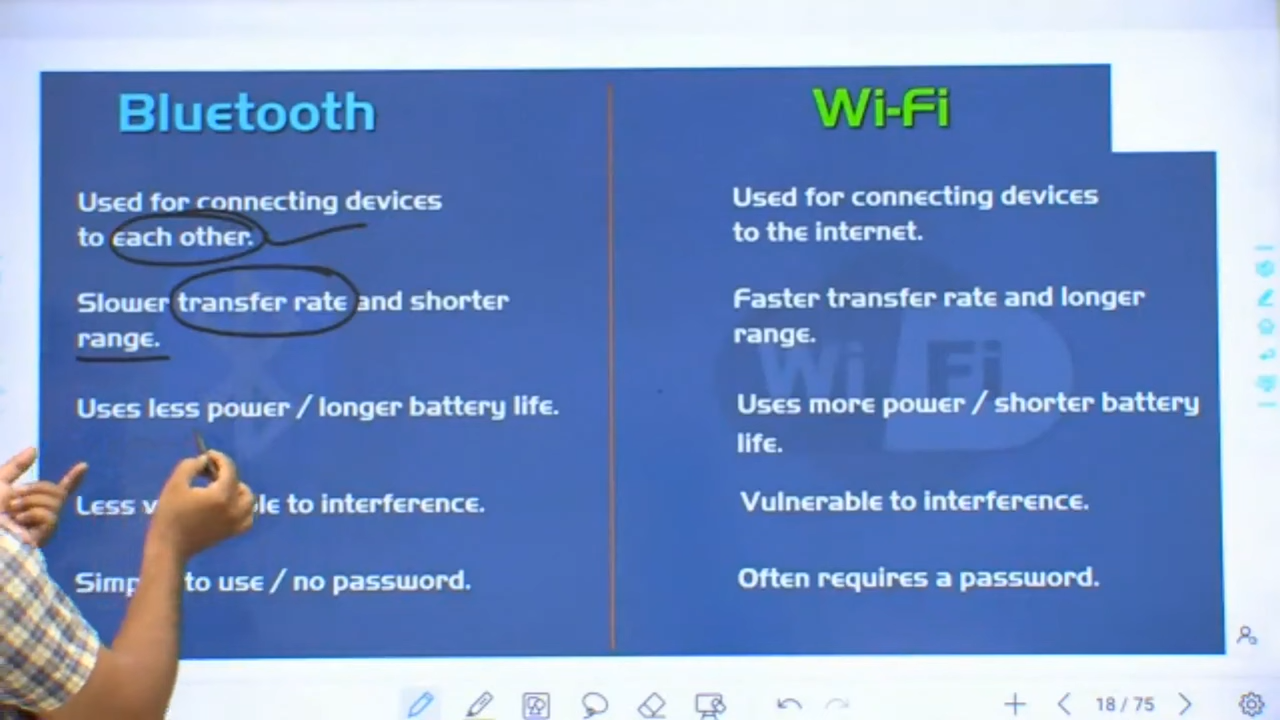 Bluetooth
Used for connecting devices
to each other.
Slower transfer rate and shorter
range.
Uses less power / longer battery life.
Less to interference.
to use / no password.
Wi-Fi
Used for connecting devices
to the internet.
Faster transfer rate and longer
range.
Wi Fi
Uses more power / shorter battery
life.
Vulnerable to interference.
Often requires a password.
18 / 75